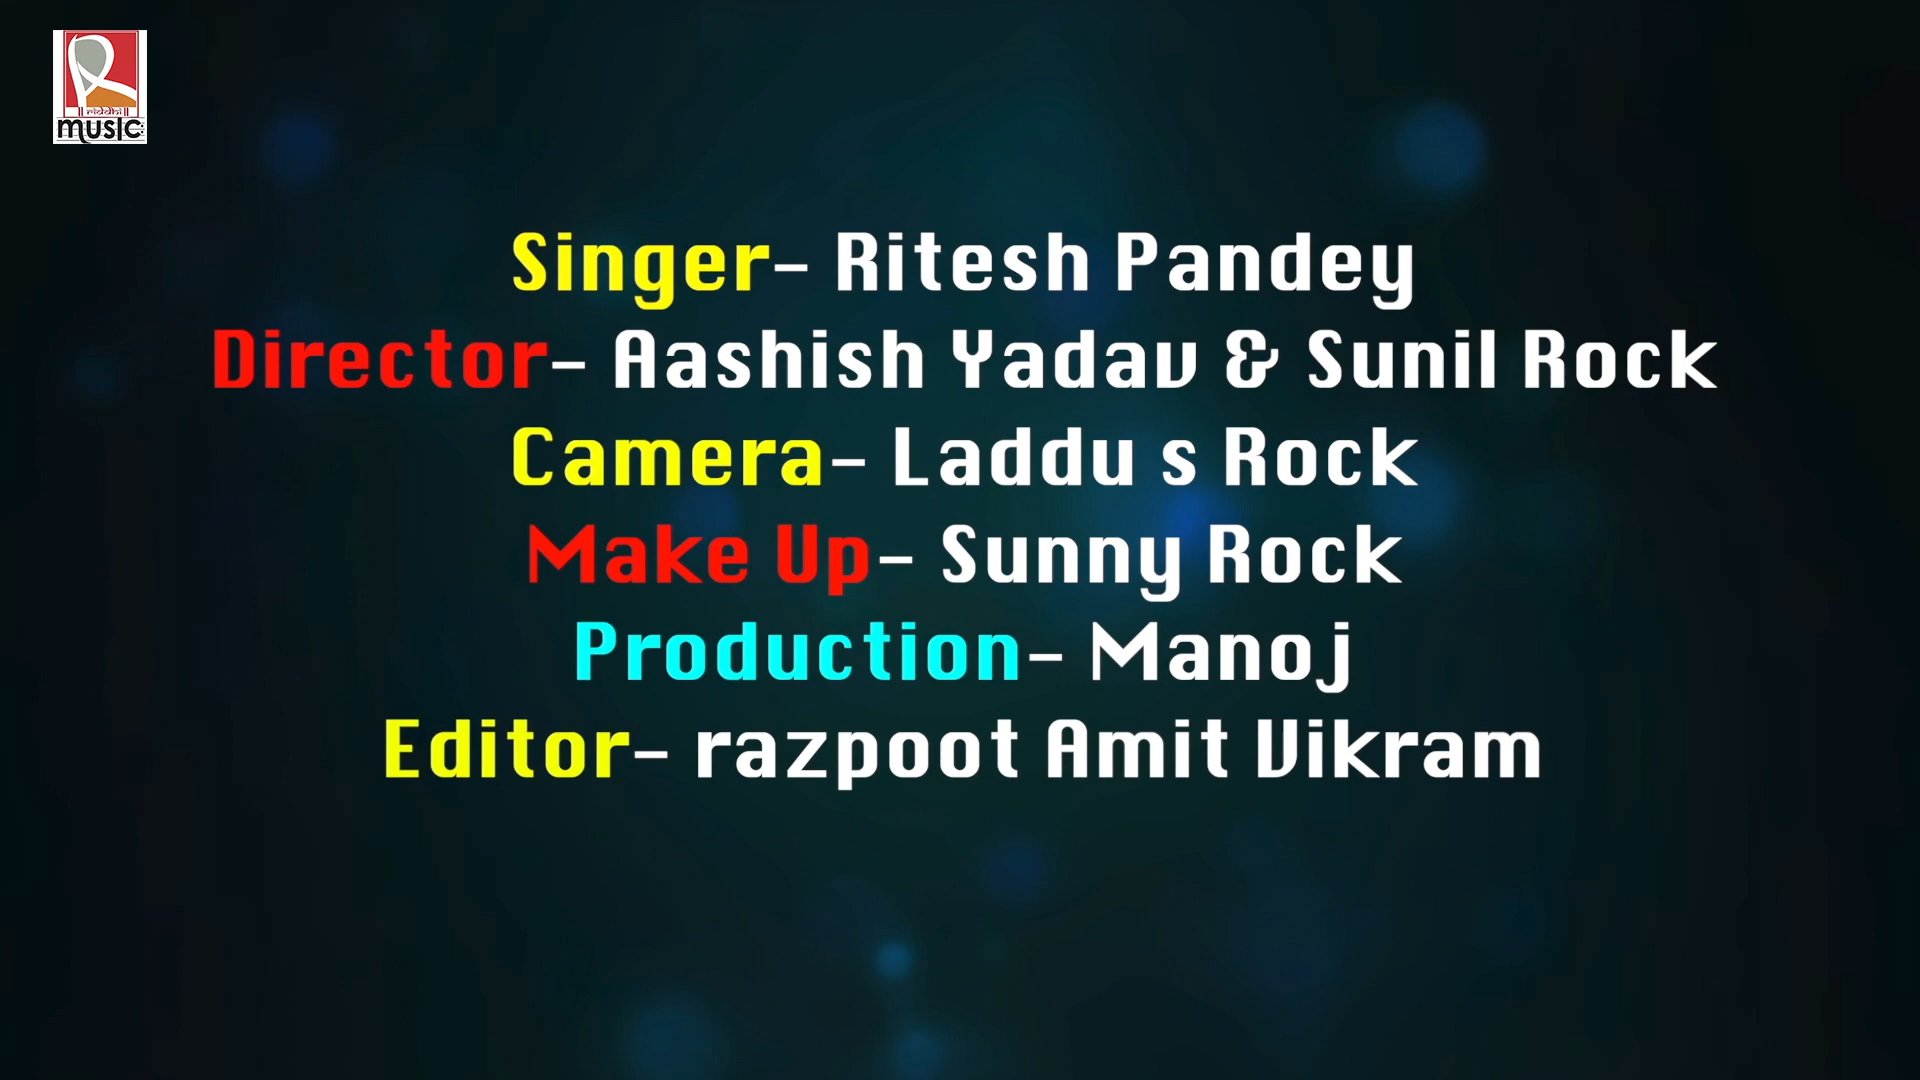 riddhi
music
Singer- Ritesh Pandey
Director- Aashish Yadav & Sunil Rock
Camera- Laddu s Rock
Make Up- Sunny Rock
Production- Manoj
Editor- razpoot Amit Vikram